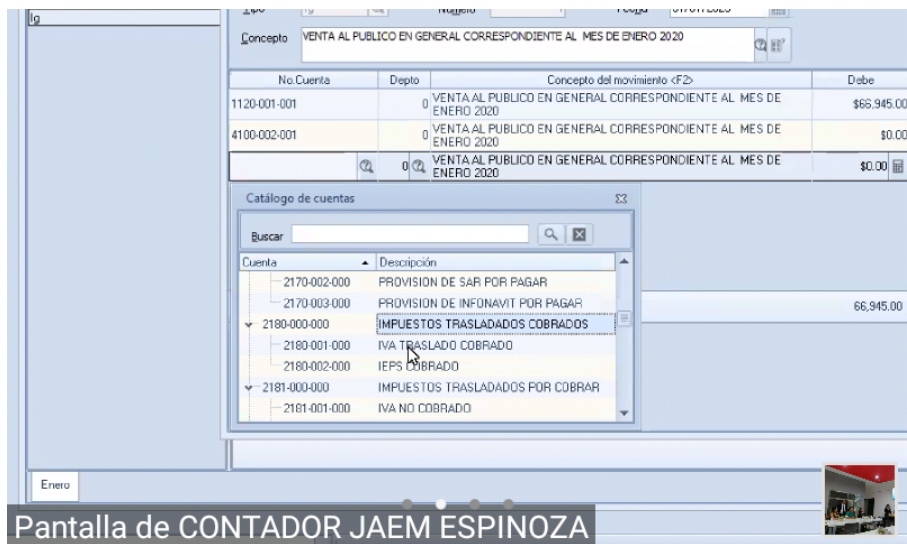 lg
Tipo
Ig
Número
Fecha
Concepto
VENTA AL PUBLICO EN GENERAL CORRESPONDIENTE AL MES DE ENERO 2020
No.Cuenta Depto Concepto del movimiento <F2> Debe
1120-001-001 0 VENTA AL PUBLICO EN GENERAL CORRESPONDIENTE AL MES DE $66,945.00
ENERO 2020
4100-002-001 0 VENTA AL PUBLICO EN GENERAL CORRESPONDIENTE AL MES DE $0.00
ENERO 2020
0 VENTA AL PUBLICO EN GENERAL CORRESPONDIENTE AL MES DE $0.00
ENERO 2020
Catálogo de cuentas
Buscar
Cuenta Descripción
2170-002-000 PROVISION DE SAR POR PAGAR
2170-003-000 PROVISION DE INFONAVIT POR PAGAR
66,945.00
2180-000-000 IMPUESTOS TRASLADADOS COBRADOS
2180-001-000 IVA TRASLADO COBRADO
2180-002-000 IEPS COBRADO
2181-000-000 IMPUESTOS TRASLADADOS POR COBRAR
2181-001-000 IVA NO COBRADO
Enero
Pantalla de CONTADOR JAEM ESPINOZA